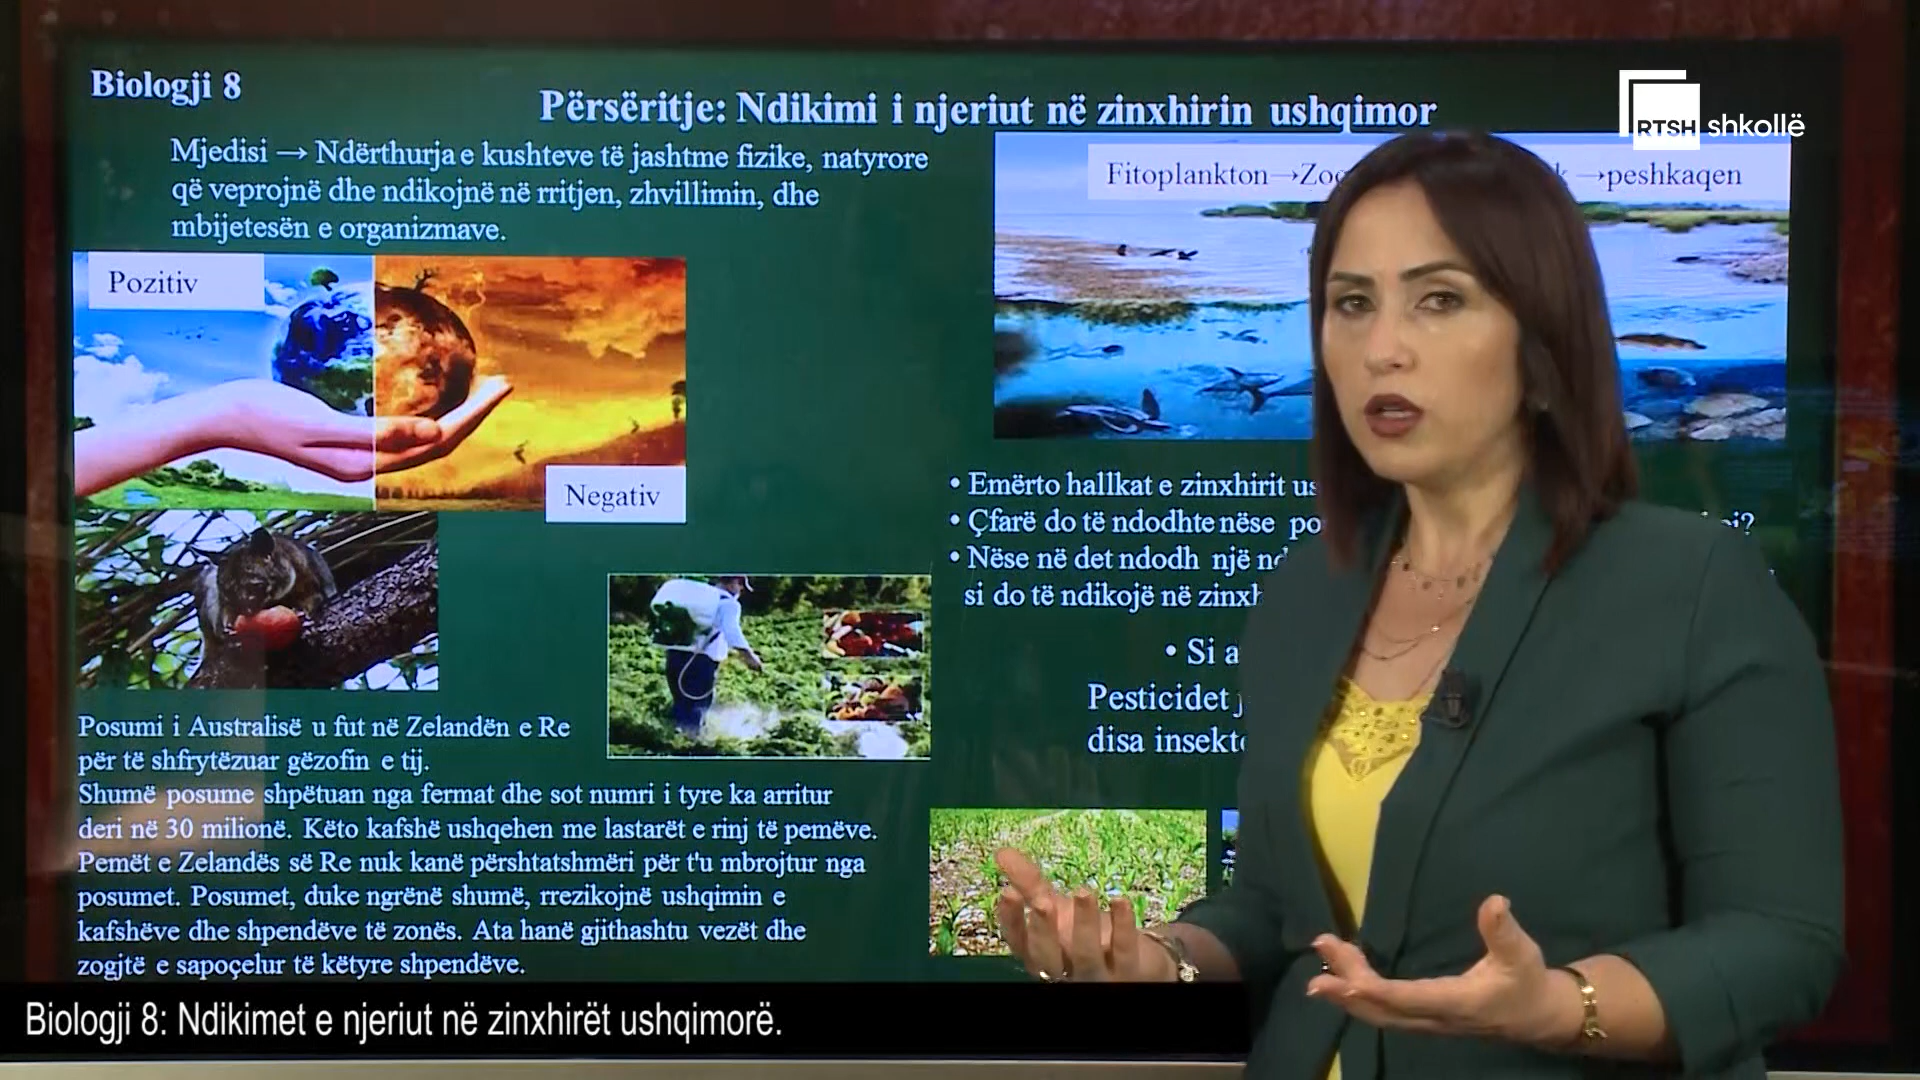 Biologji 8
Përsëritje: Ndikimi i njeriut në zinxhirin ushqimor
RTSH shkollë
Mjedisi → Ndërthurja e kushteve të jashtme fizike, natyrore
që veprojnë dhe ndikojnë në rritjen, zhvillimin, dhe
mbijetesën e organizmave.
Pozitiv
Negativ
Fitoplankton→ →peshkaqen
• Emërto hallkat e zinxhirit
• Çfarë do të ndodhte nëse
• Nëse në det ndodh një
si do të ndikojë në
• Si
Pesticidet
disa
Posumi i Australisë u fut në Zelandën e Re
për të shfrytëzuar gëzofin e tij.
Shumë posume shpëtuan nga fermat dhe sot numri i tyre ka arritur
deri në 30 milionë. Këto kafshë ushqehen me lastarët e rinj të pemëve.
Pemët e Zelandës së Re nuk kanë përshtatshmëri për t'u mbrojtur nga
posumet. Posumet, duke ngrënë shumë, rrezikojnë ushqimin e
kafshëve dhe shpendëve të zonës. Ata hanë gjithashtu vezët dhe
zogjtë e sapoçelur të këtyre shpendëve.
Biologji 8: Ndikimet e njeriut në zinxhirët ushqimorë.